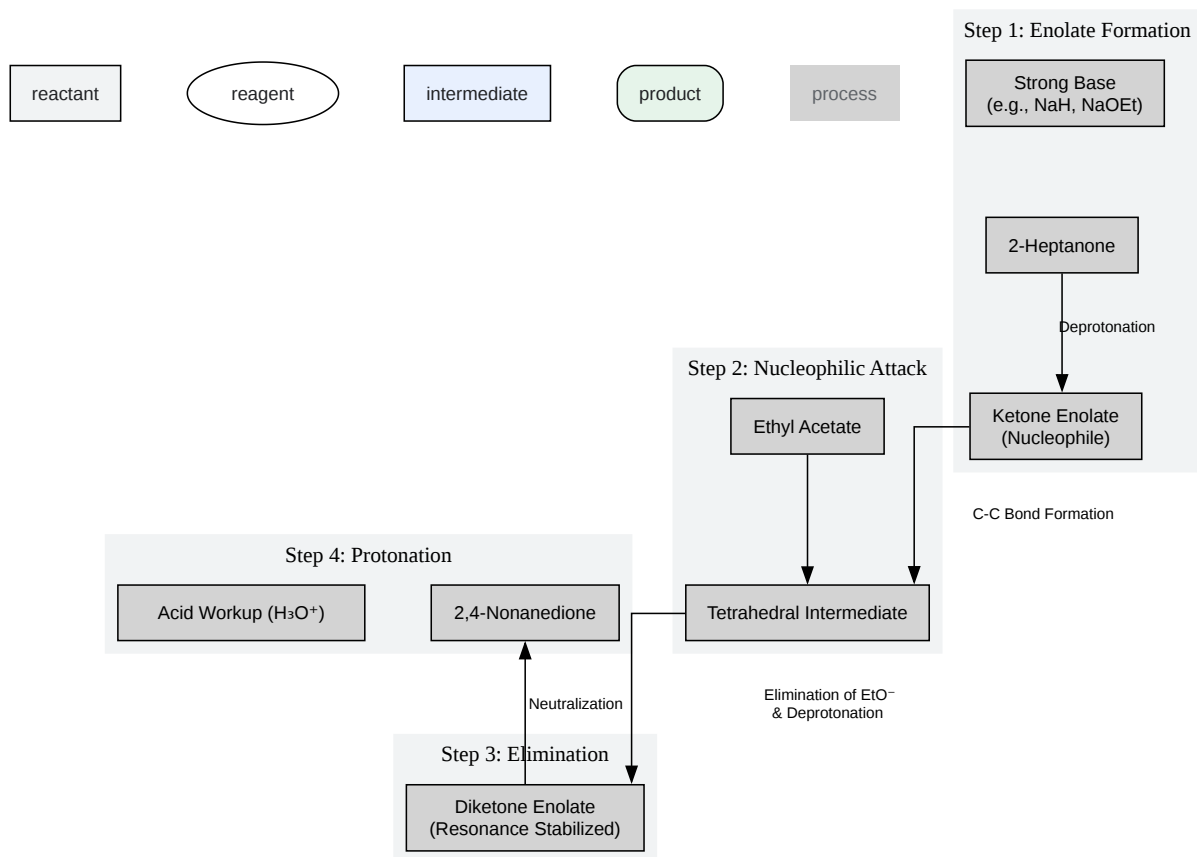 reactant
reagent
intermediate
product
process
Step 1: Enolate Formation
Strong Base
(e.g., NaH, NaOEt)
2-Heptanone
Deprotonation
Ketone Enolate
(Nucleophile)
C-C Bond Formation
Step 2: Nucleophilic Attack
Ethyl Acetate
Tetrahedral Intermediate
Elimination of EtO⁻
& Deprotonation
Step 4: Protonation
Acid Workup (H₃O⁺)
2,4-Nonanedione
Neutralization
Step 3: Elimination
Diketone Enolate
(Resonance Stabilized)